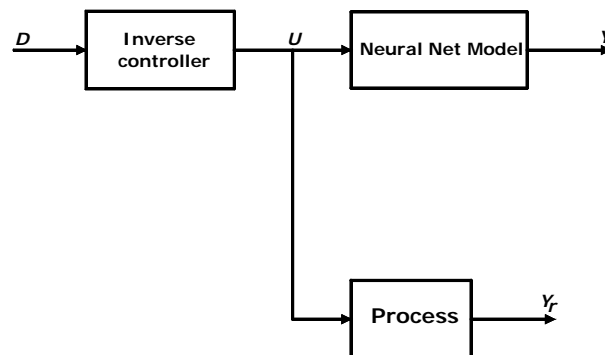 D
Inverse
controller
U
Neural Net Model
Y
Process
Yr